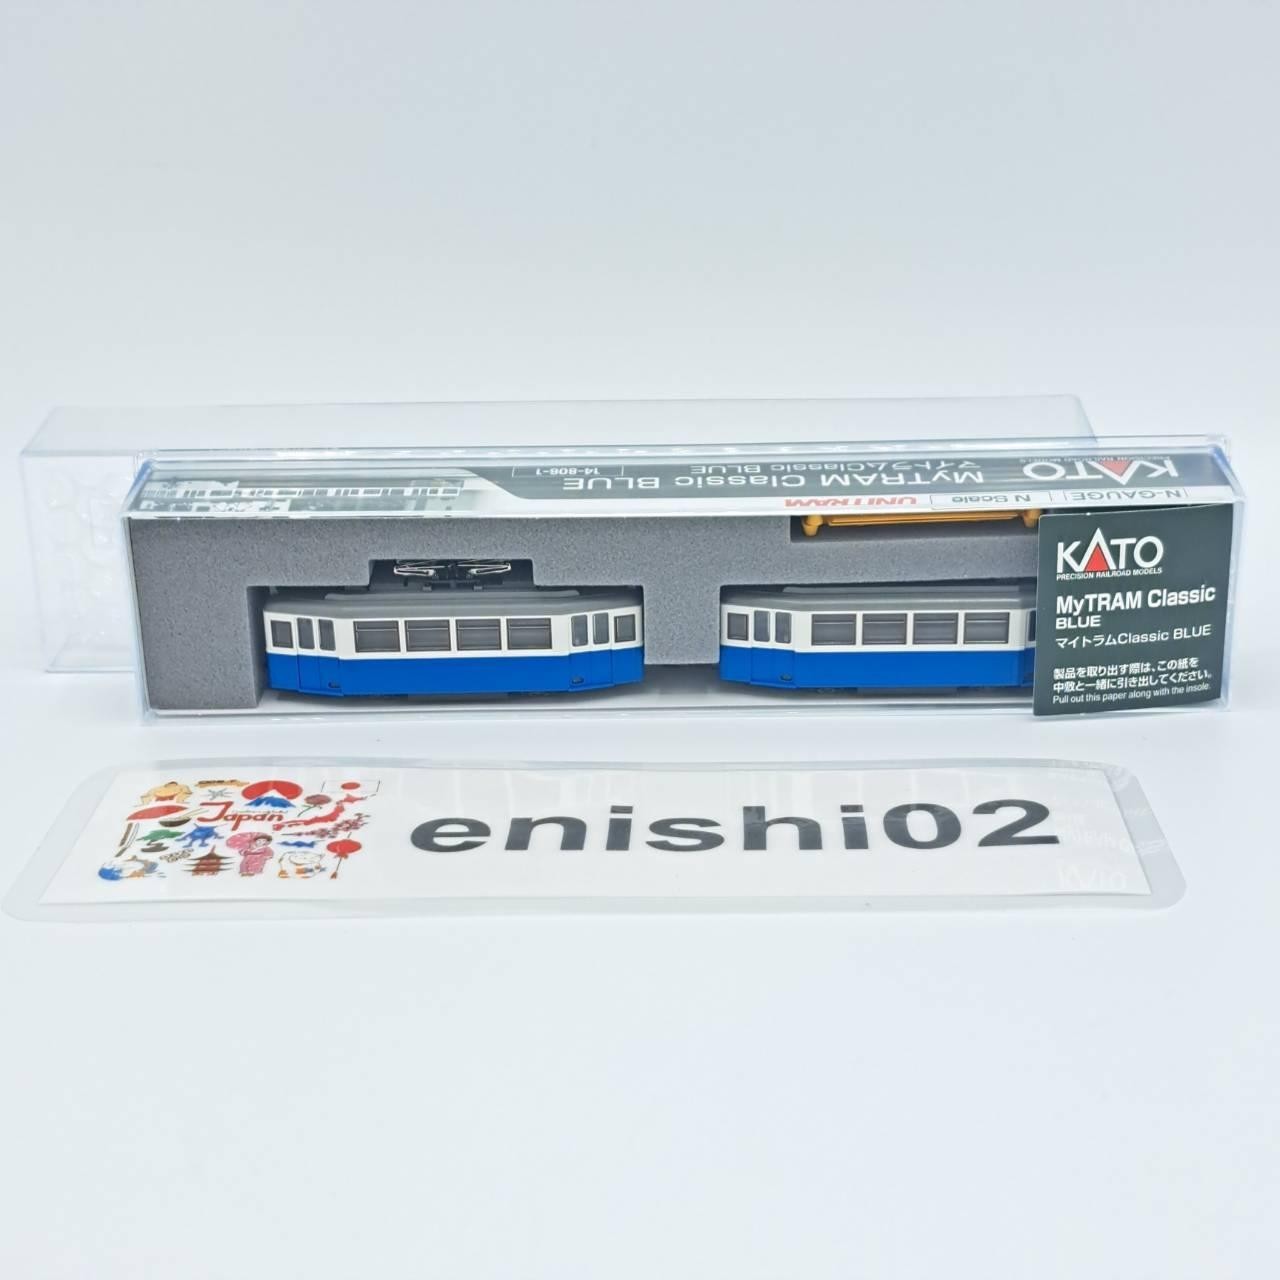 KATO
PRECISION RAILROAD MODELS
MyTRAM Classic BLUE
マイトラムClassic BLUE
14-806-1
N-GAUGE
N Scale
UNITRAM
KATO
PRECISION RAILROAD MODELS
MyTRAM Classic
BLUE
マイトラムClassic BLUE
製品を取り出す際は、この紙を
中敷と一緒に引き出してください。
Pull out this paper along with the insole.
Japan
enishi02